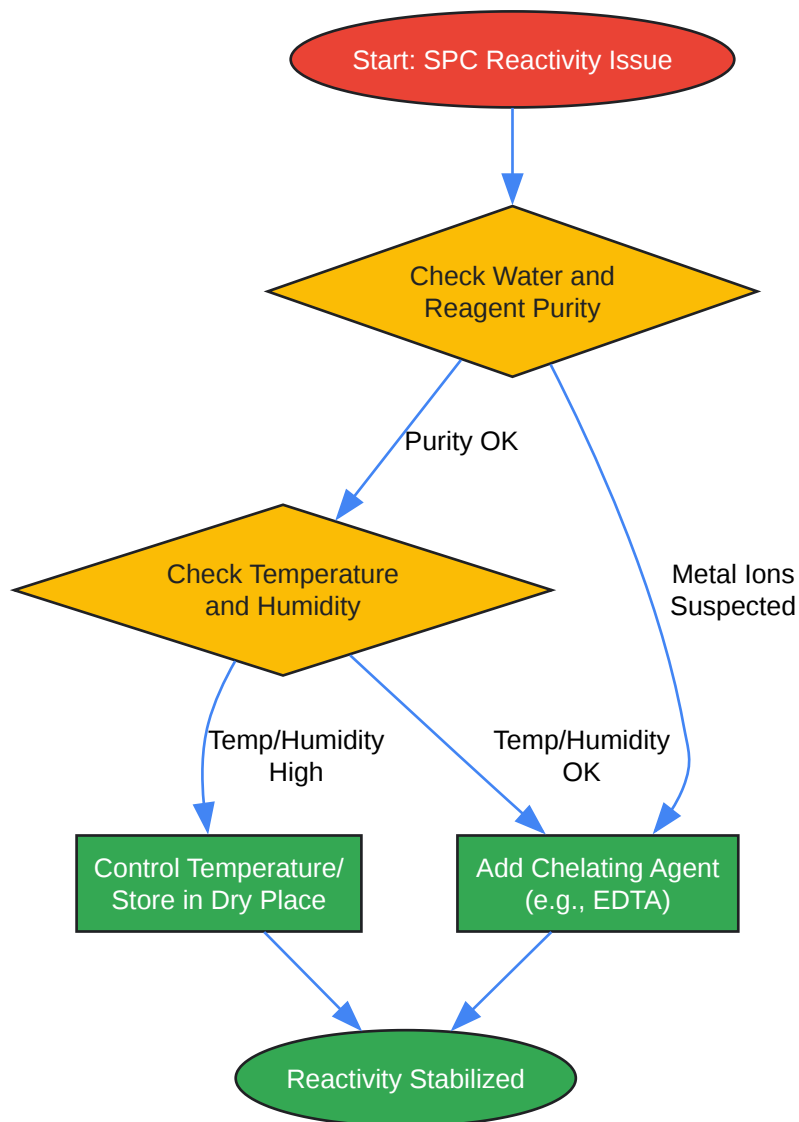 Start: SPC Reactivity Issue
Check Water and
Reagent Purity
Purity OK
Check Temperature
and Humidity
Metal Ions
Suspected
Temp/Humidity
High
Temp/Humidity
OK
Control Temperature/
Store in Dry Place
Add Chelating Agent
(e.g., EDTA)
Reactivity Stabilized